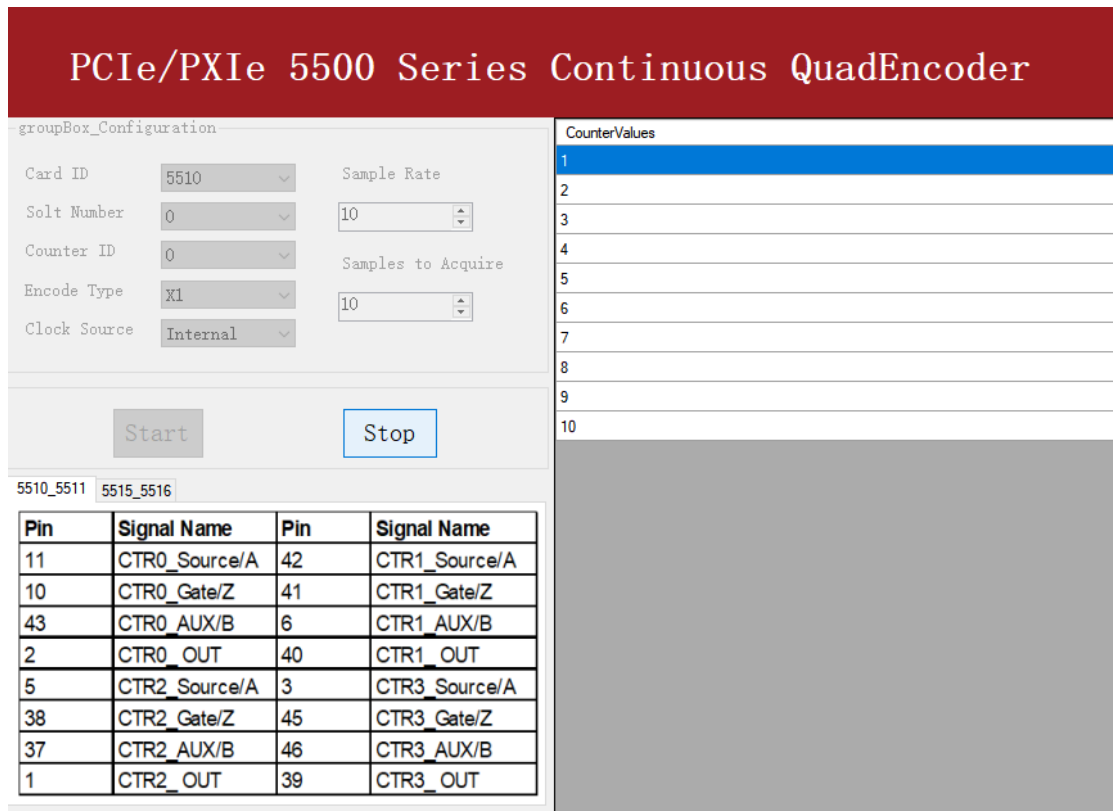 PCIe/PXIe 5500 Series Continuous QuadEncoder
groupBox_Configuration
Card ID 5510
Solt Number 0
Counter ID 0
Encode Type X1
Clock Source Internal
Sample Rate
10
Samples to Acquire
10
Start Stop
5510_5511 5515_5516
Pin Signal Name Pin Signal Name
11 CTR0_Source/A 42 CTR1_Source/A
10 CTR0_Gate/Z 41 CTR1_Gate/Z
43 CTR0_AUX/B 6 CTR1_AUX/B
2 CTR0_ OUT 40 CTR1_ OUT
5 CTR2_Source/A 3 CTR3_Source/A
38 CTR2_Gate/Z 45 CTR3_Gate/Z
37 CTR2_AUX/B 46 CTR3_AUX/B
1 CTR2_ OUT 39 CTR3_ OUT
CounterValues
1
2
3
4
5
6
7
8
9
10